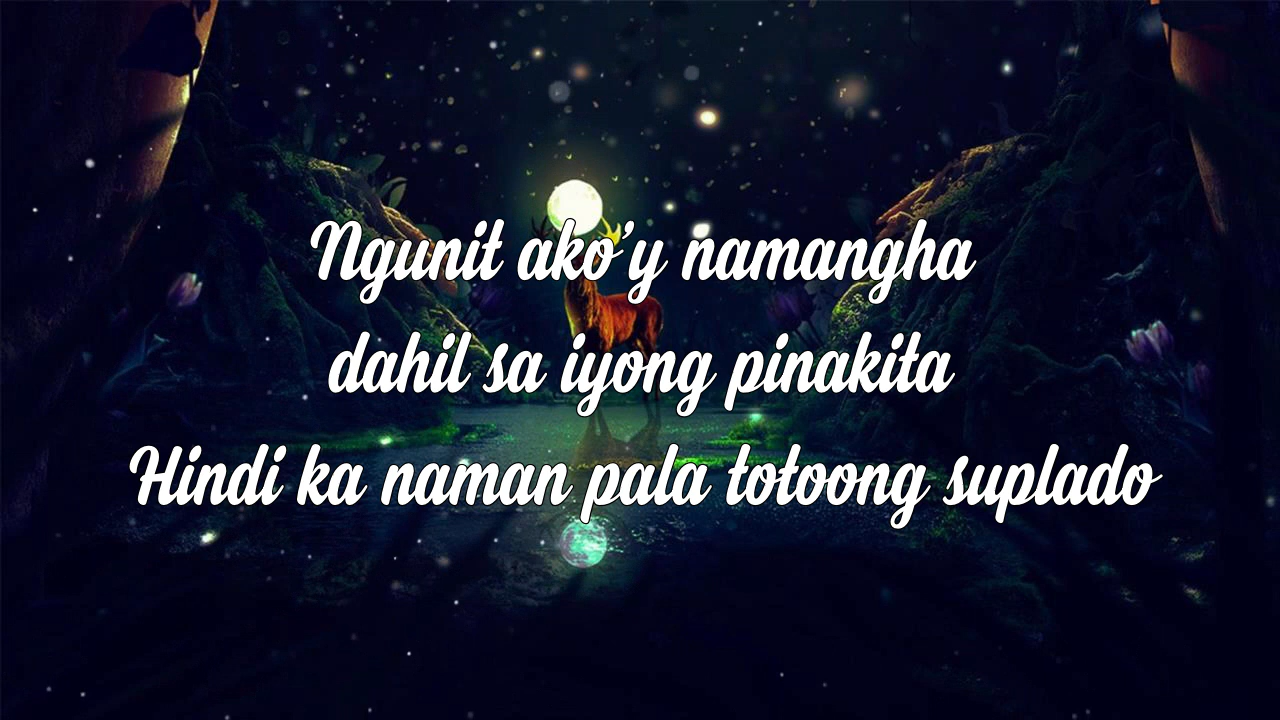 Ngunit ako'y namangha
dahil sa iyong pinakita
Hindi ka naman pala totoong suplado